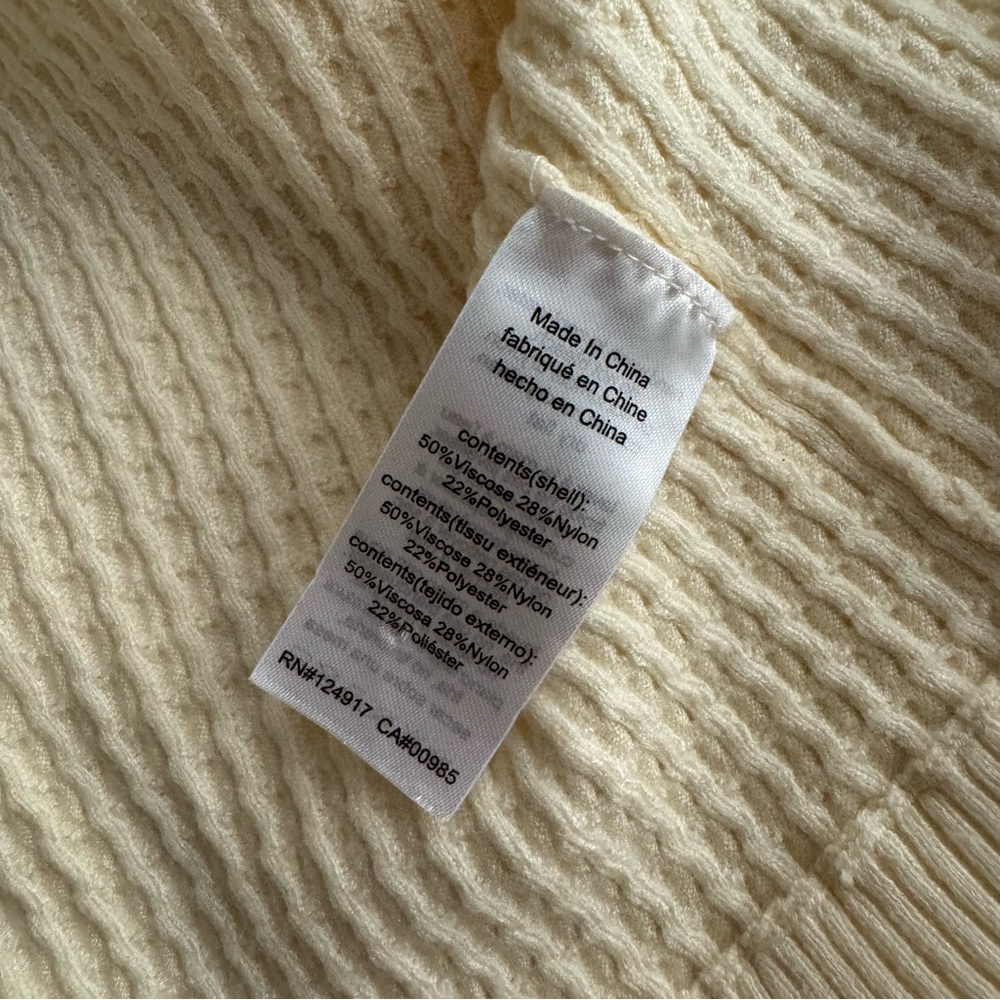 Made In China
fabriqué en Chine
hecho en China
contents(shell):
50%Viscose 28%Nylon
22%Polyester
contents(tissu extiéneur):
50%Viscose 28%Nylon
22%Polyester
contents(tejido externo):
50%Viscosa 28%Nylon
22%Poliéster
RN#124917 CA#00985